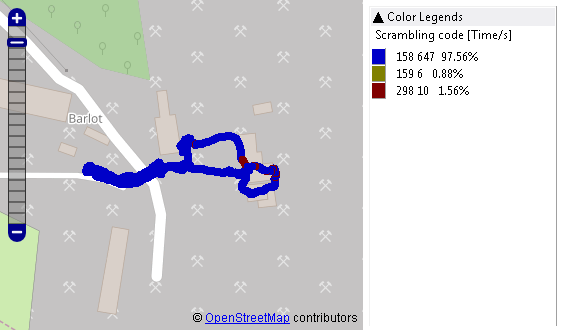 Barlot
© OpenStreetMap contributors
▲ Color Legends
Scrambling code [Time/s]
158 647 97.56%
159 6 0.88%
298 10 1.56%